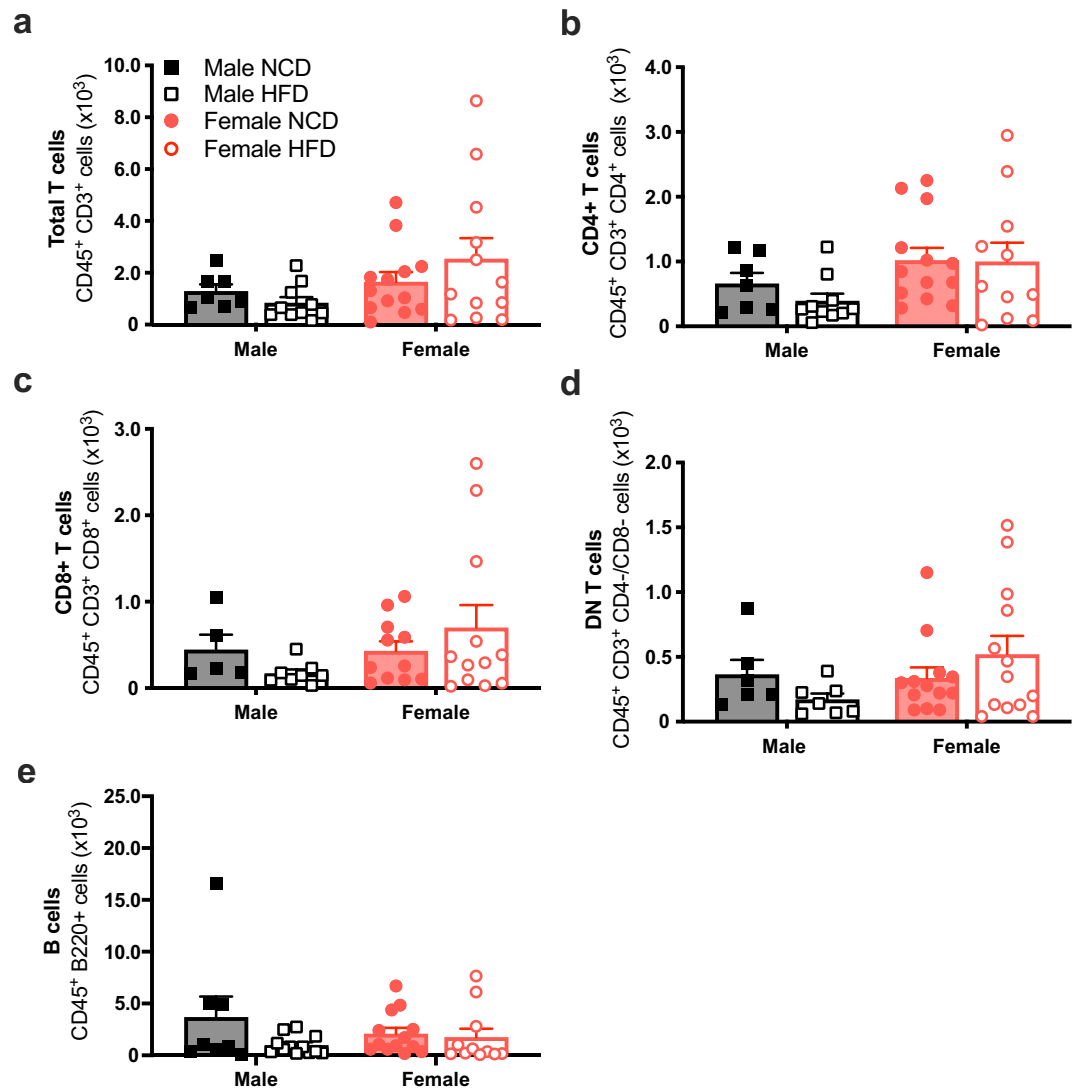 a
Total T cells
CD45⁺ CD3⁺ cells (x10³)
10.0
8.0
6.0
4.0
2.0
0
Male NCD
Male HFD
Female NCD
Female HFD
Male
Female
b
CD4+ T cells
CD45⁺ CD3⁺ CD4⁺ cells (x10³)
4.0
3.0
2.0
1.0
0
Male
Female
c
CD8+ T cells
CD45⁺ CD3⁺ CD8⁺ cells (x10³)
3.0
2.0
1.0
0
Male
Female
d
DN T cells
CD45⁺ CD3⁺ CD4-/CD8- cells (x10³)
2.0
1.5
1.0
0.5
0
Male
Female
e
B cells
CD45⁺ B220+ cells (x10³)
25.0
20.0
15.0
10.0
5.0
0
Male
Female